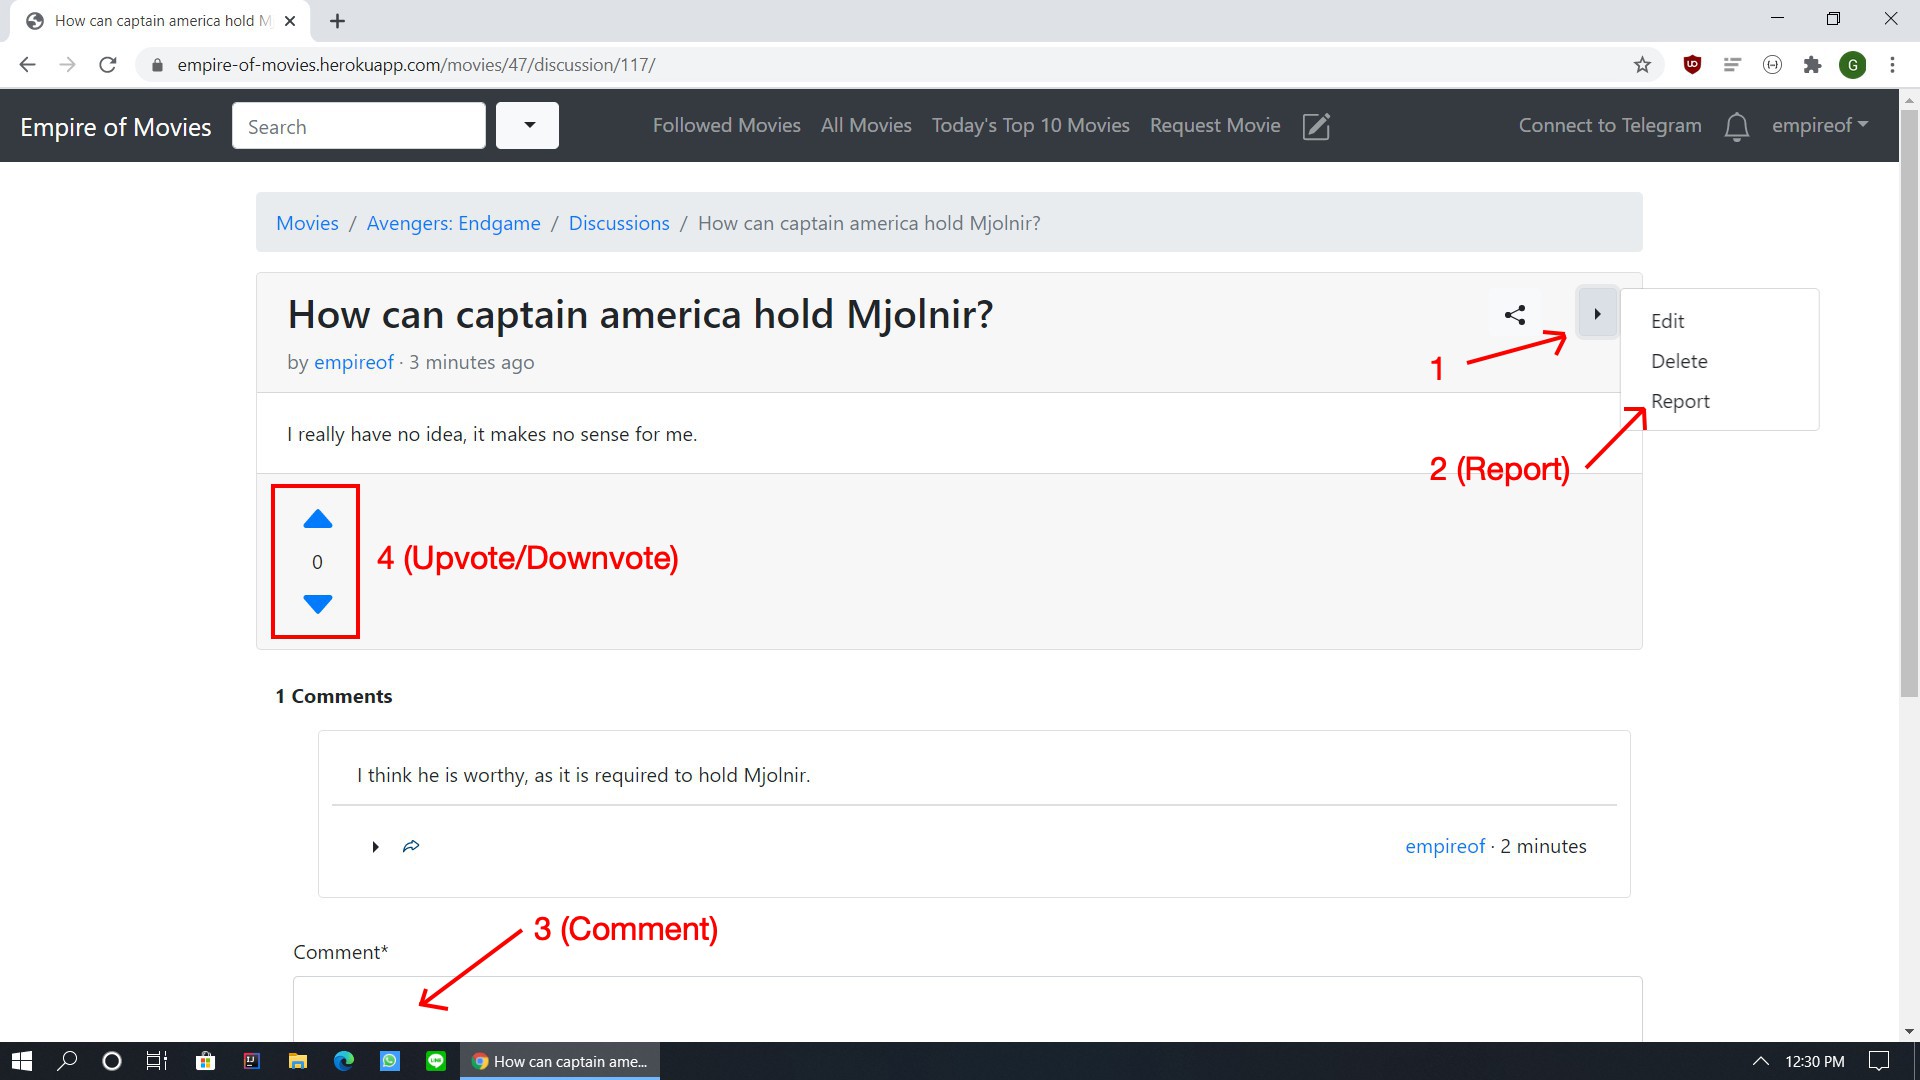 How can captain america hold M
empire-of-movies.herokuapp.com/movies/47/discussion/117/
G
Empire of Movies
Search
Followed Movies
All Movies
Today's Top 10 Movies
Request Movie
Connect to Telegram
empireof
Movies / Avengers: Endgame / Discussions / How can captain america hold Mjolnir?
How can captain america hold Mjolnir?
by empireof · 3 minutes ago
1
Edit
Delete
Report
I really have no idea, it makes no sense for me.
2 (Report)
0
4 (Upvote/Downvote)
1 Comments
I think he is worthy, as it is required to hold Mjolnir.
empireof · 2 minutes
3 (Comment)
Comment*
How can captain ame...
12:30 PM